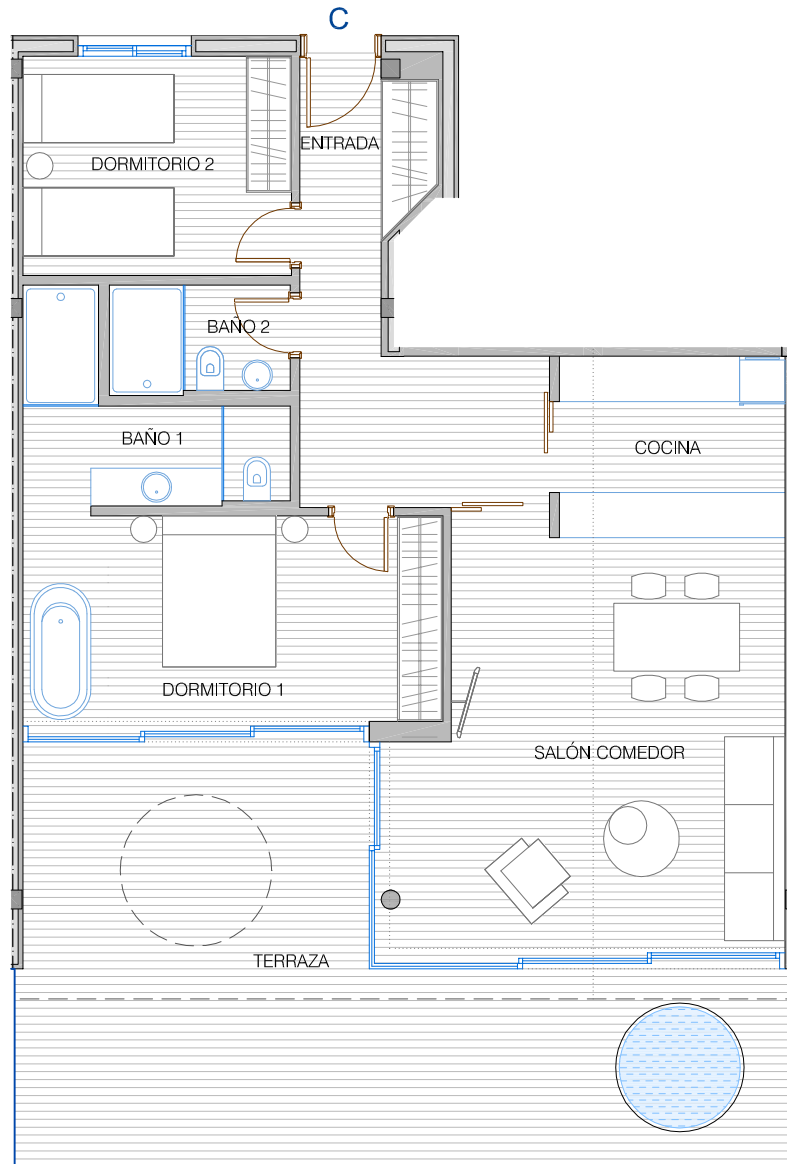 C
ENTRADA
DORMITORIO 2
BAÑO 2
BAÑO 1
COCINA
DORMITORIO 1
SALÓN COMEDOR
TERRAZA